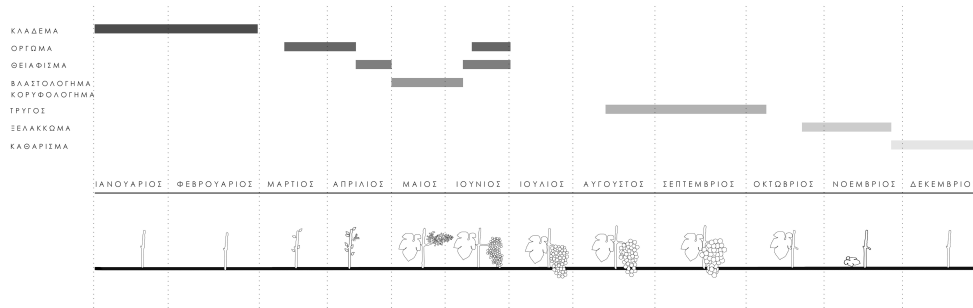 ΚΛΑΔΕΜΑ
ΟΡΓΩΜΑ
ΘΕΙΑΦΙΣΜΑ
ΒΛΑΣΤΟΛΟΓΗΜΑ
ΚΟΡΥΦΟΛΟΓΗΜΑ
ΤΡΥΓΟΣ
ΞΕΛΑΚΚΩΜΑ
ΚΑΘΑΡΙΣΜΑ
ΙΑΝΟΥΑΡΙΟΣ ΦΕΒΡΟΥΑΡΙΟΣ ΜΑΡΤΙΟΣ ΑΠΡΙΛΙΟΣ ΜΑΙΟΣ ΙΟΥΝΙΟΣ ΙΟΥΛΙΟΣ ΑΥΓΟΥΣΤΟΣ ΣΕΠΤΕΜΒΡΙΟΣ ΟΚΤΩΒΡΙΟΣ ΝΟΕΜΒΡΙΟΣ ΔΕΚΕΜΒΡΙΟ